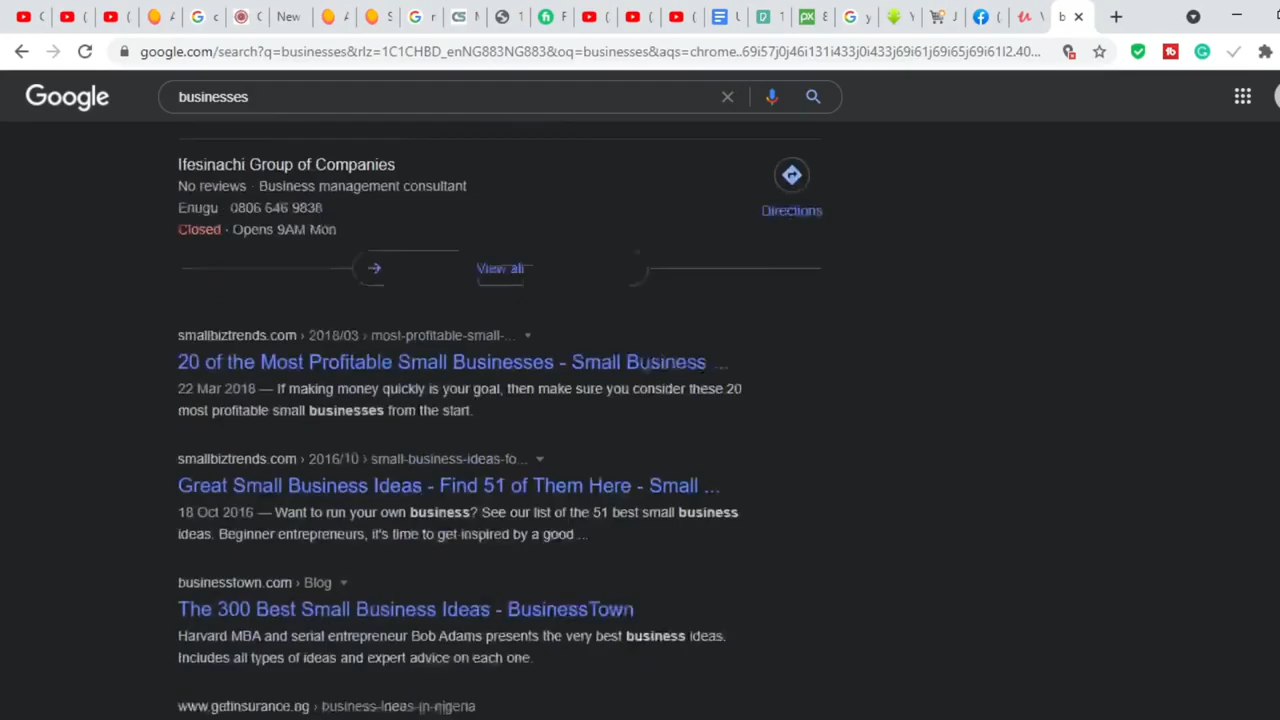 google.com/search?q=businesses&rlz=1C1CHBD_enNG883NG883&oq=businesses&aqs=chrome..69i57j0i46i131i433j0i433j69i61j69i65j69i61l2.40...
Google
businesses
Ifesinachi Group of Companies
No reviews · Business management consultant
Enugu · 0806 646 9838
Closed · Opens 9AM Mon
Directions
View all
smallbiztrends.com › 2018/03 › most-profitable-small-...
20 of the Most Profitable Small Businesses - Small Business ...
22 Mar 2018 — If making money quickly is your goal, then make sure you consider these 20
most profitable small businesses from the start.
smallbiztrends.com › 2016/10 › small-business-ideas-fo...
Great Small Business Ideas - Find 51 of Them Here - Small ...
18 Oct 2016 — Want to run your own business? See our list of the 51 best small business
ideas. Beginner entrepreneurs, it's time to get inspired by a good ...
businesstown.com › Blog
The 300 Best Small Business Ideas - BusinessTown
Harvard MBA and serial entrepreneur Bob Adams presents the very best business ideas.
Includes all types of ideas and expert advice on each one.
www.getinsurance.ng › business-ideas-in-nigeria